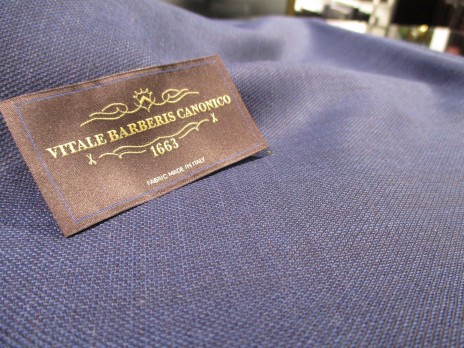 VITALE BARBERIS CANONICO
1663
FABRIC MADE IN ITALY